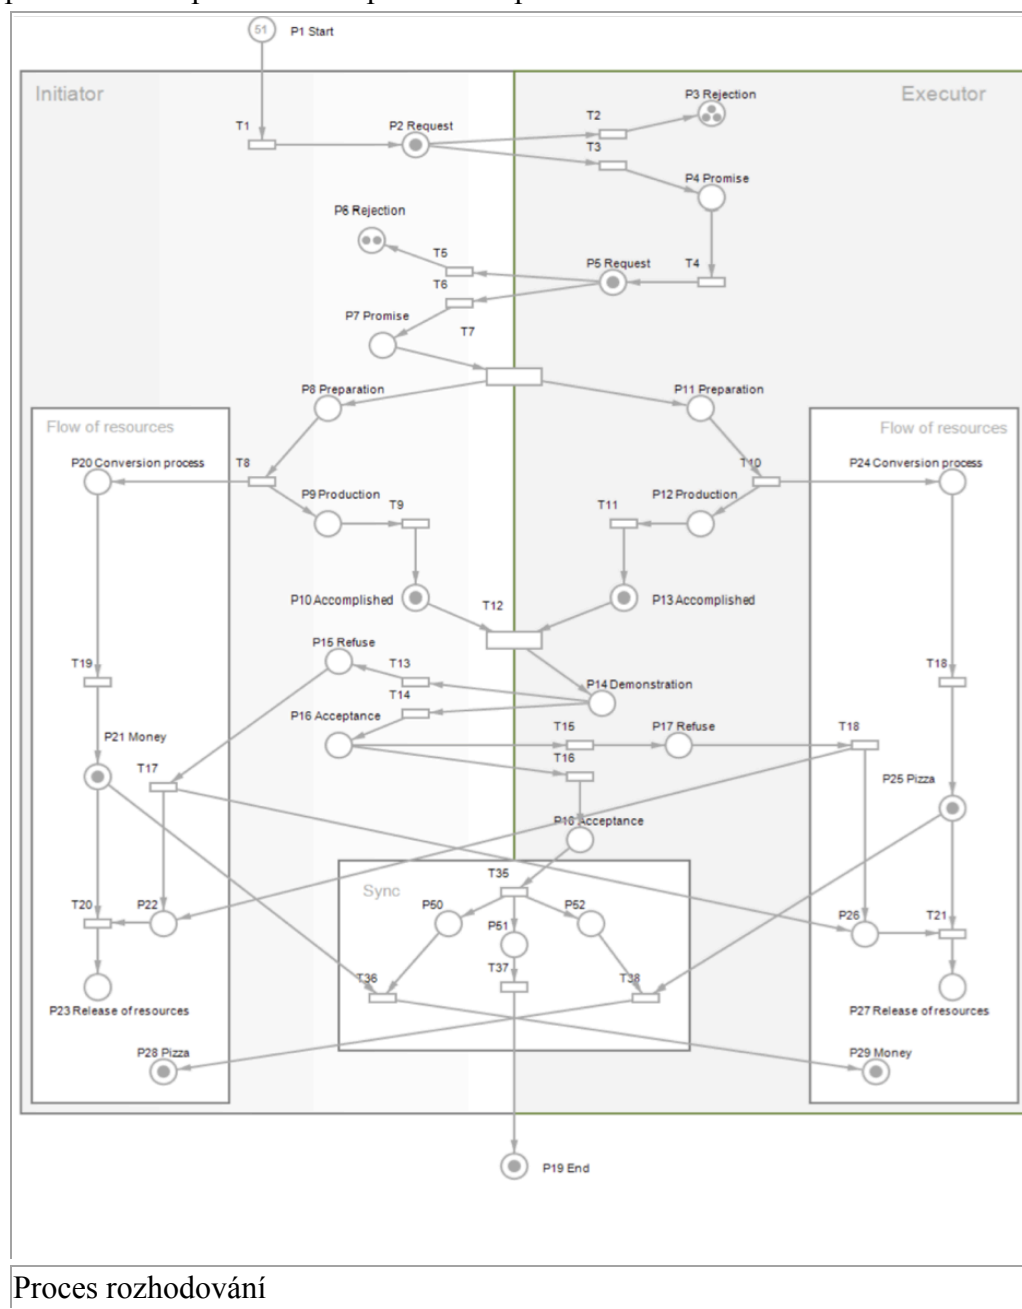 51 P1 Start
Initiator
Executor
P3 Rejection
T1
P2 Request
T2
T3
P4 Promise
P6 Rejection
T5
P5 Request
T4
T6
P7 Promise
T7
P8 Preparation
P11 Preparation
Flow of resources
Flow of resources
P20 Conversion process
T8
T10
P24 Conversion process
P9 Production
T9
T11
P12 Production
P10 Accomplished
T12
P13 Accomplished
P15 Refuse
T19
T13
T18
T14
P14 Demonstration
P16 Acceptance
T15
P17 Refuse
T18
P21 Money
T16
T17
P25 Pizza
P18 Acceptance
T35
Sync
T20
P22
P50
P51
P52
P26
T21
T36
T37
T38
P23 Release of resources
P27 Release of resources
P28 Pizza
P29 Money
P19 End
Proces rozhodování